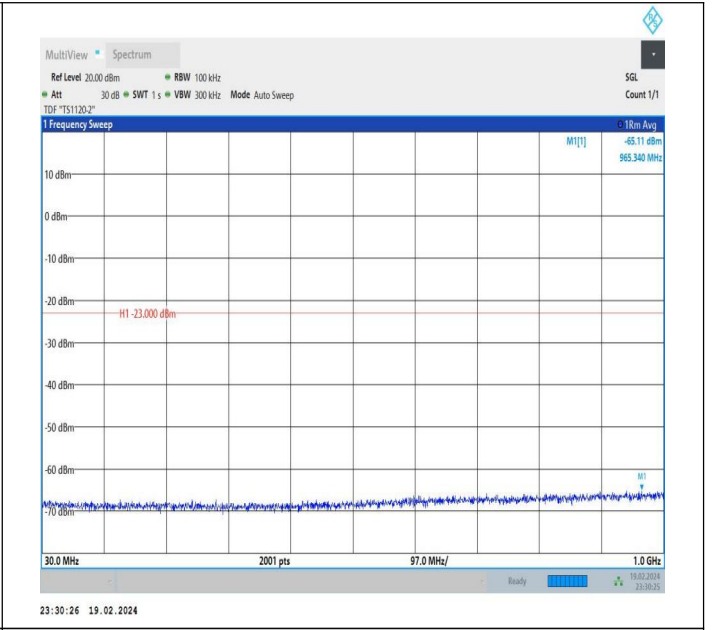 R S
MultiView Spectrum
Ref Level 20.00 dBm RBW 100 kHz SGL
Att 30 dB SWT 1 s VBW 300 kHz Mode Auto Sweep Count 1/1
TDF "TS1120-2"
1 Frequency Sweep 1Rm Avg
M1[1] -65.11 dBm
965.340 MHz
10 dBm
0 dBm
-10 dBm
-20 dBm
H1 -23.000 dBm
-30 dBm
-40 dBm
-50 dBm
-60 dBm
M1
-70 dBm
30.0 MHz 2001 pts 97.0 MHz/ 1.0 GHz
Ready 19.02.2024
23:30:25
23:30:26 19.02.2024